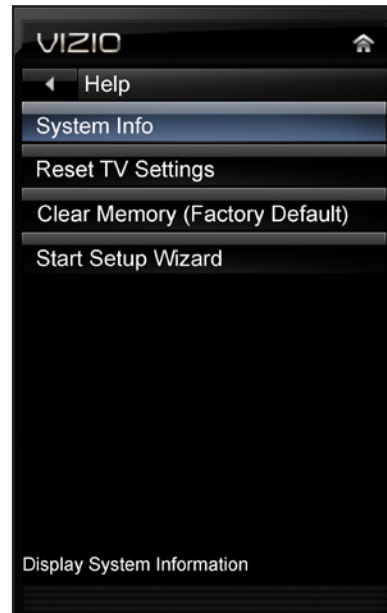 VIZIO
Help
System Info
Reset TV Settings
Clear Memory (Factory Default)
Start Setup Wizard
Display System Information